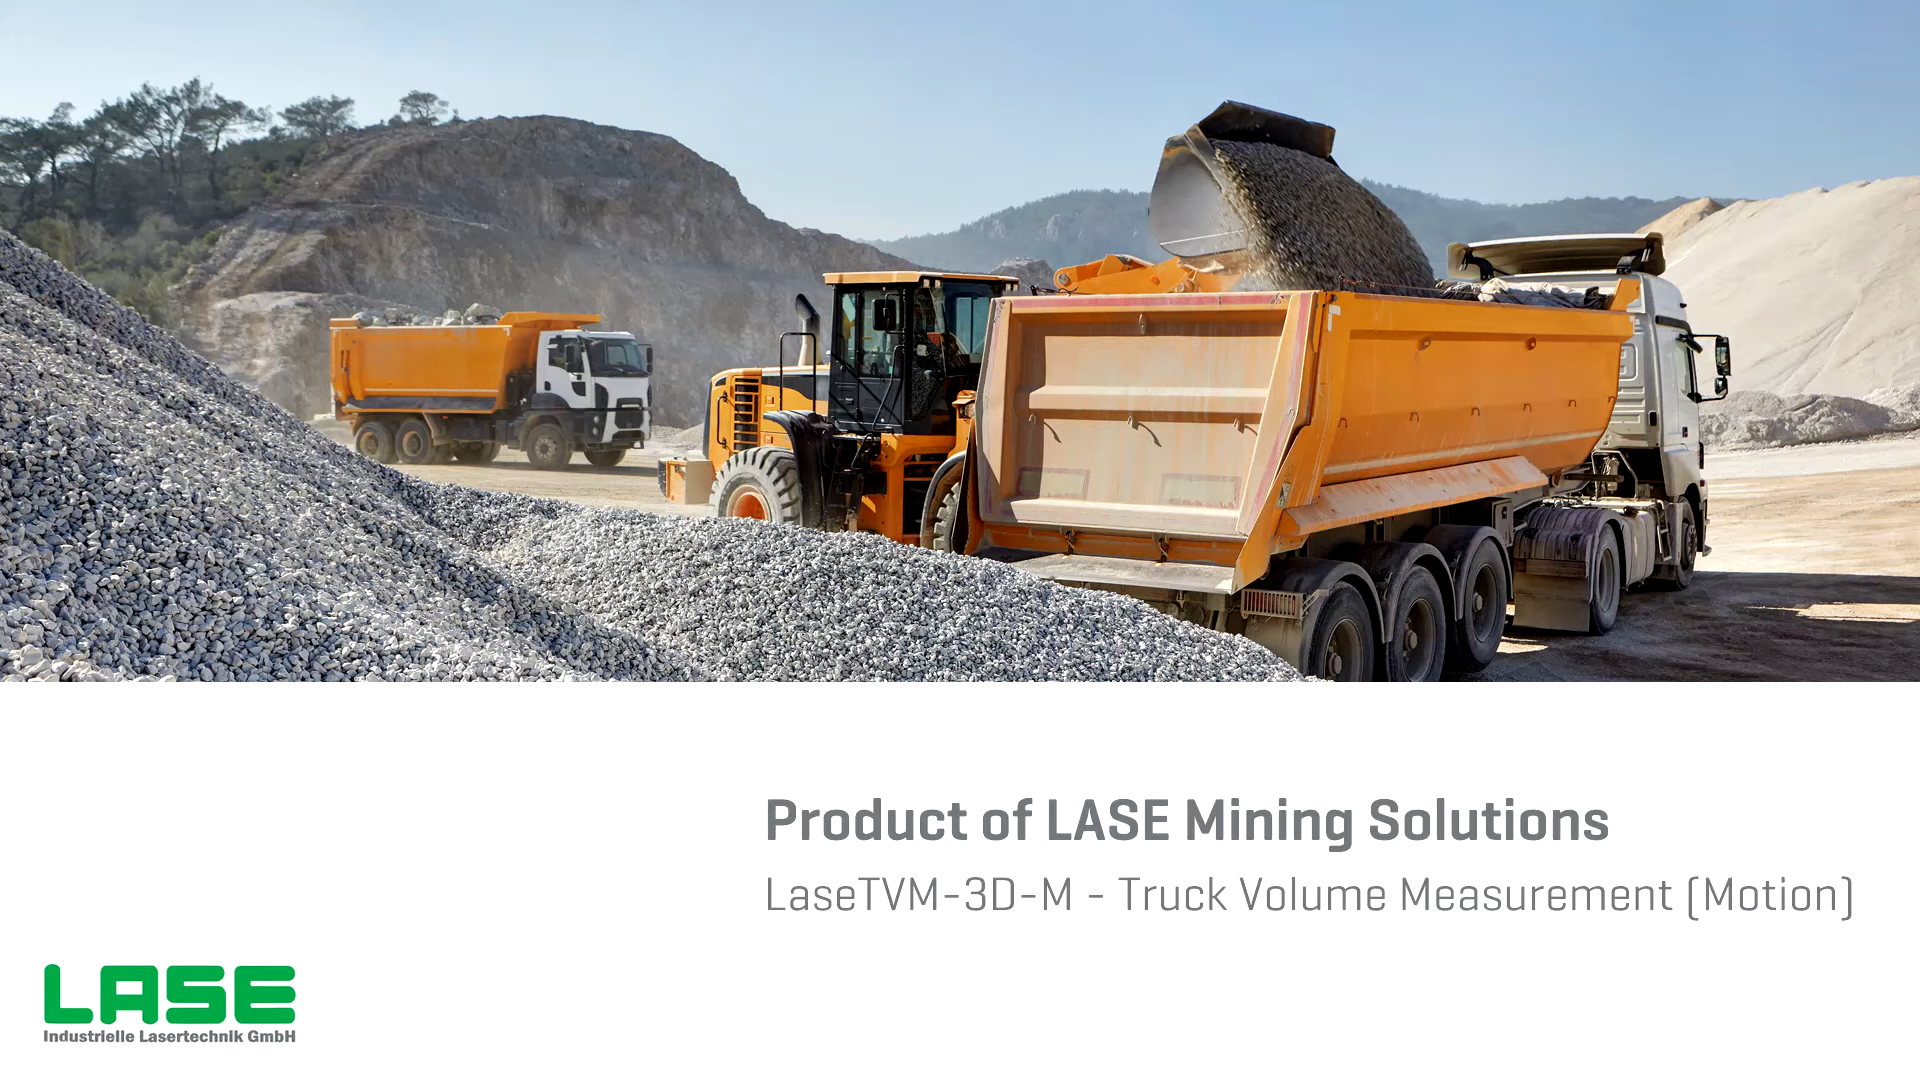 Product of LASE Mining Solutions
LaseTVM-3D-M - Truck Volume Measurement (Motion)
LASE
Industrielle Lasertechnik GmbH